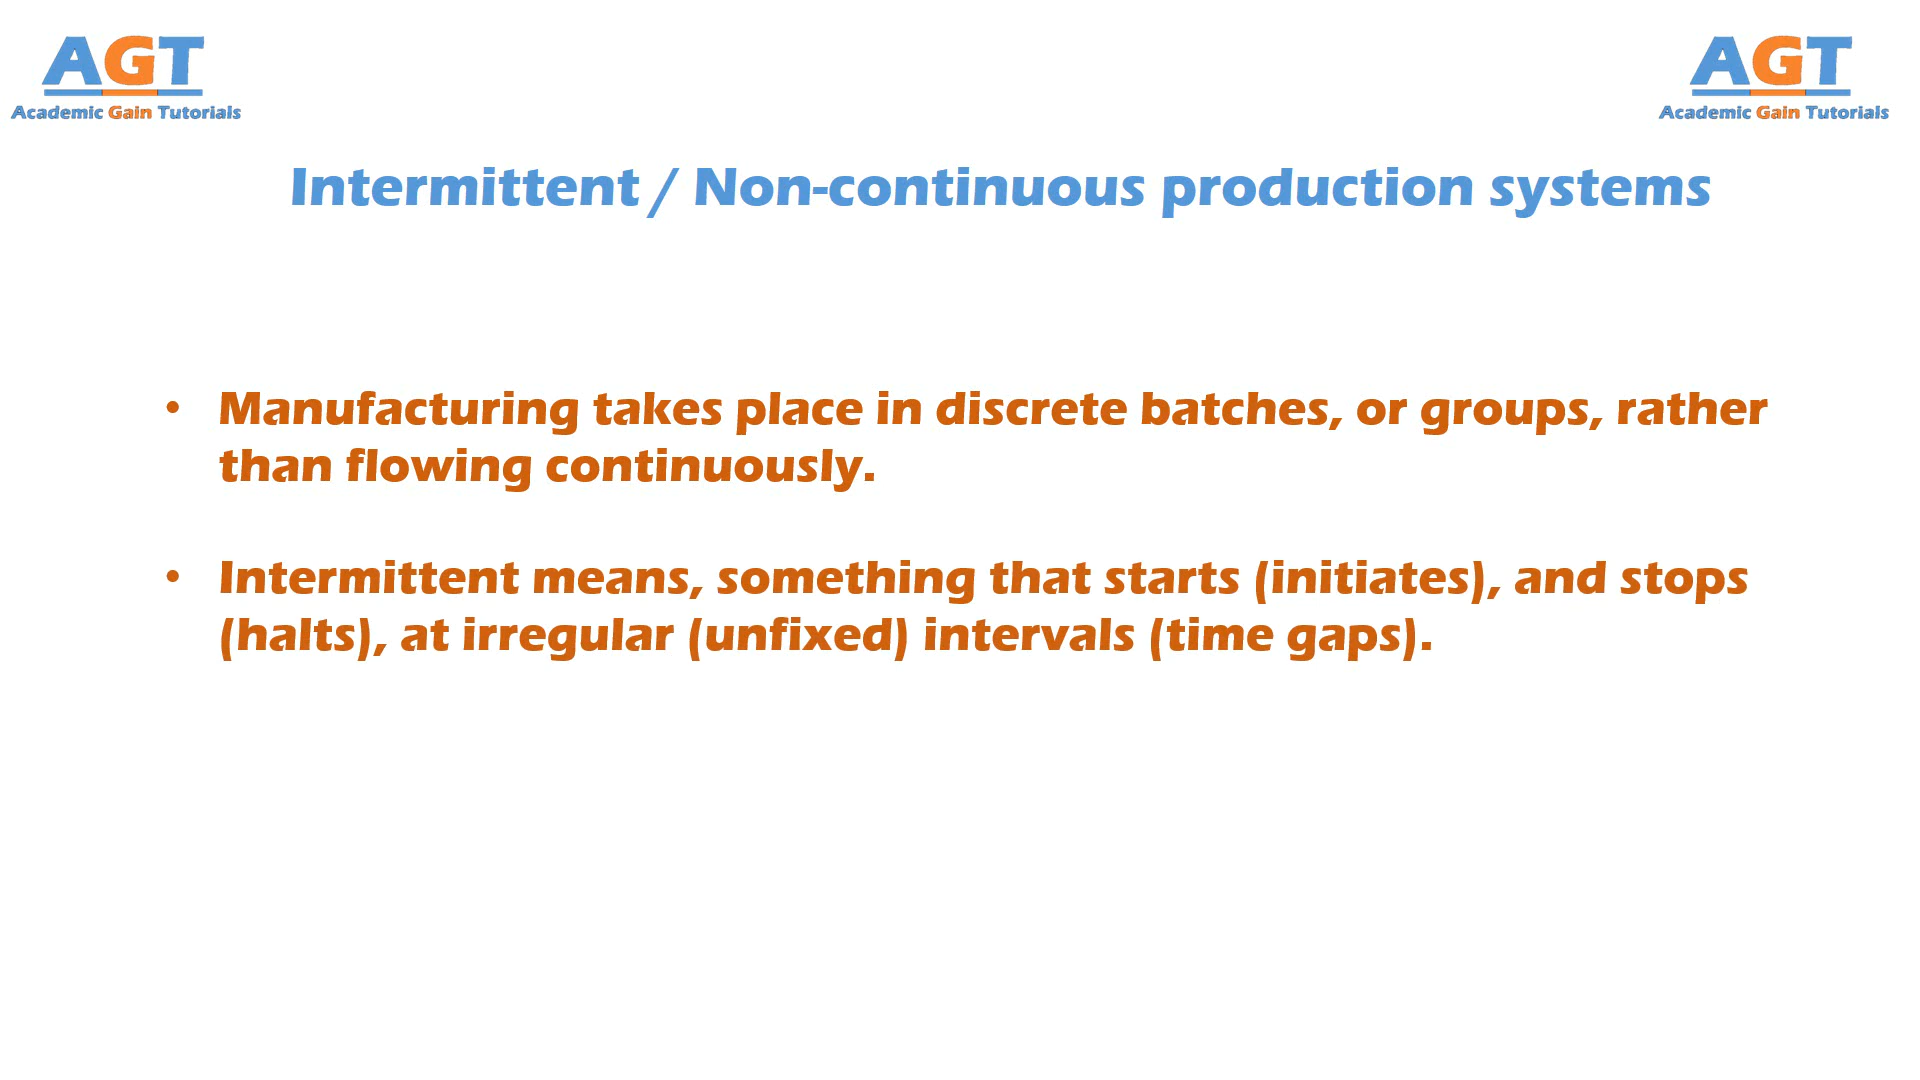 AGT
Academic Gain Tutorials
AGT
Academic Gain Tutorials
Intermittent / Non-continuous production systems
• Manufacturing takes place in discrete batches, or groups, rather
than flowing continuously.
• Intermittent means, something that starts (initiates), and stops
(halts), at irregular (unfixed) intervals (time gaps).